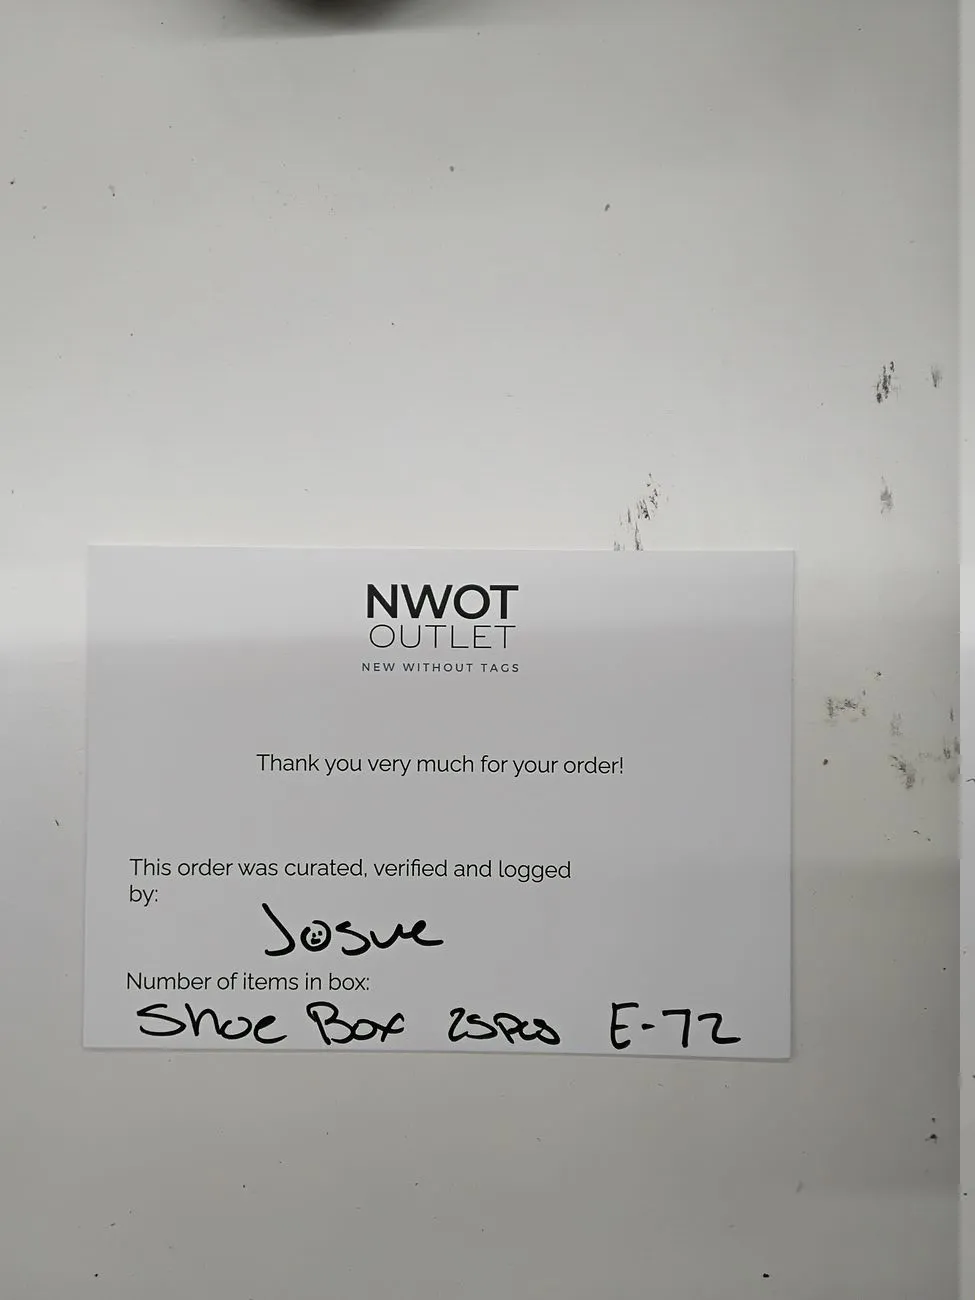 NWOT
OUTLET
NEW WITHOUT TAGS
Thank you very much for your order!
This order was curated, verified and logged
by:
Josue
Number of items in box:
Shoe Box 25pcs E-72